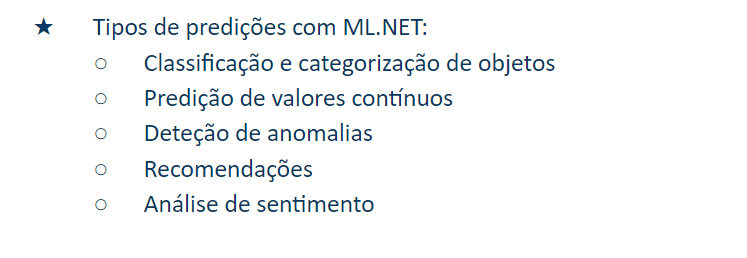 ★ Tipos de predições com ML.NET:
○ Classificação e categorização de objetos
○ Predição de valores contínuos
○ Deteção de anomalias
○ Recomendações
○ Análise de sentimento